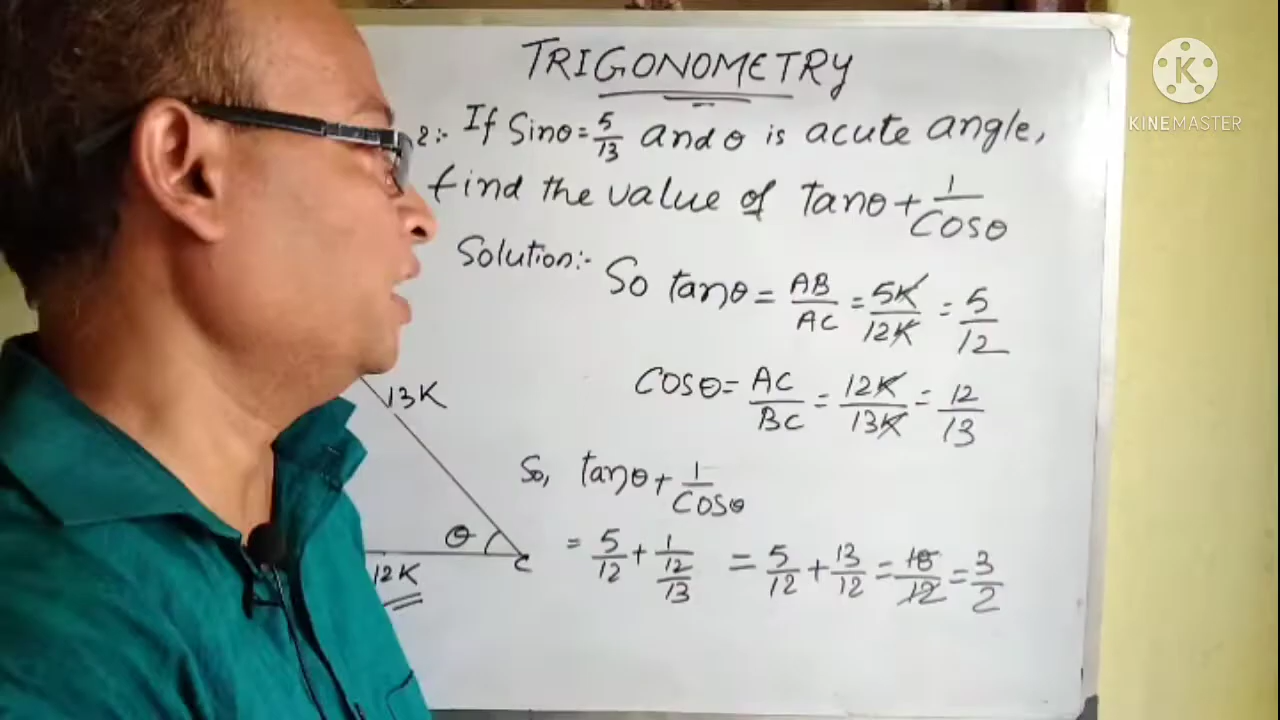 K
KINEMASTER
TRIGONOMETRY
2:- If Sinθ = 5/13 and θ is acute angle,
find the value of Tanθ + 1/Cosθ
Solution:-
So tanθ = AB/AC = 5K/12K = 5/12
Cosθ = AC/BC = 12K/13K = 12/13
13K
So, tanθ + 1/Cosθ
θ
C
12K
= 5/12 + 1/(12/13) = 5/12 + 13/12 = 18/12 = 3/2